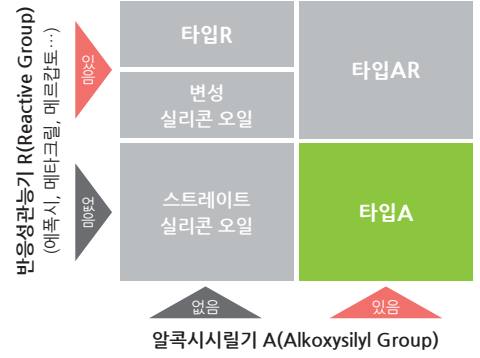 반응성관능기 R(Reactive Group)
(에폭시, 메타크릴, 메르캅토…)
있음
없음
타입R
변성
실리콘 오일
타입AR
스트레이트
실리콘 오일
타입A
없음
있음
알콕시시릴기 A(Alkoxysilyl Group)